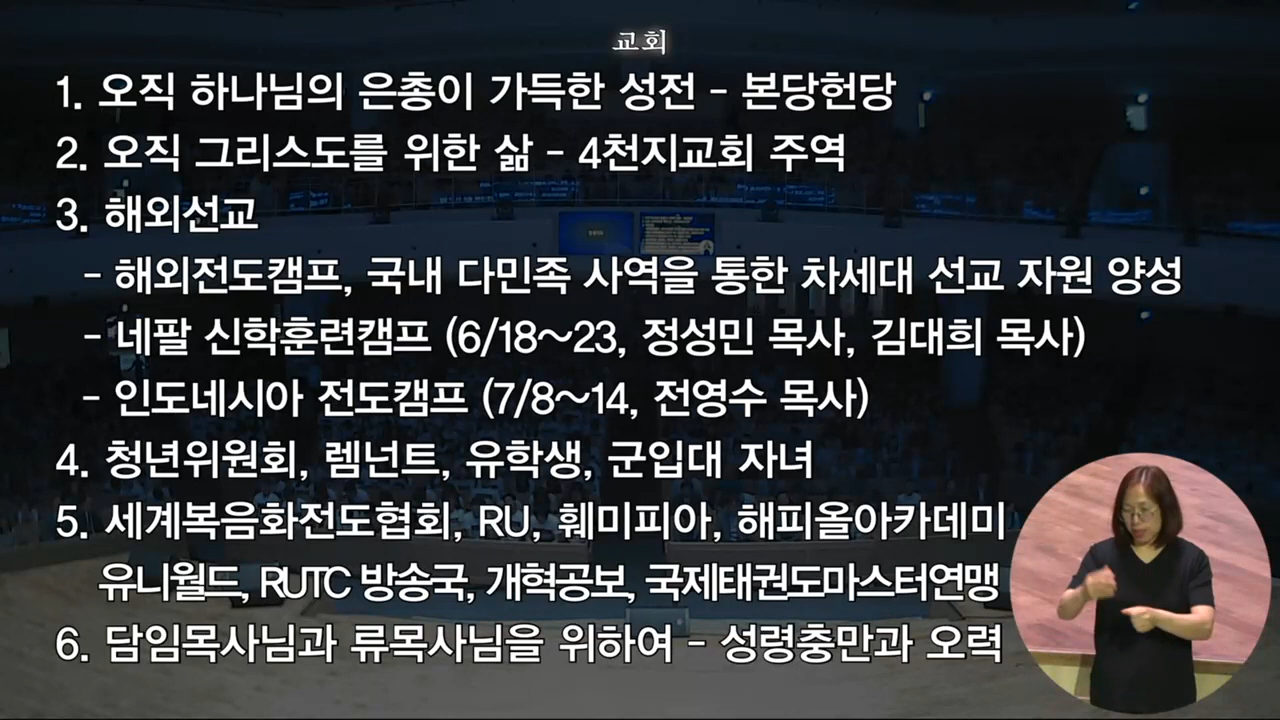 교회
1. 오직 하나님의 은총이 가득한 성전 - 본당헌당
2. 오직 그리스도를 위한 삶 - 4천지교회 주역
3. 해외선교
- 해외전도캠프, 국내 다민족 사역을 통한 차세대 선교 자원 양성
- 네팔 신학훈련캠프 (6/18~23, 정성민 목사, 김대희 목사)
- 인도네시아 전도캠프 (7/8~14, 전영수 목사)
4. 청년위원회, 렘넌트, 유학생, 군입대 자녀
5. 세계복음화전도협회, RU, 훼미피아, 해피올아카데미
유니월드, RUTC 방송국, 개혁공보, 국제태권도마스터연맹
6. 담임목사님과 류목사님을 위하여 - 성령충만과 오력